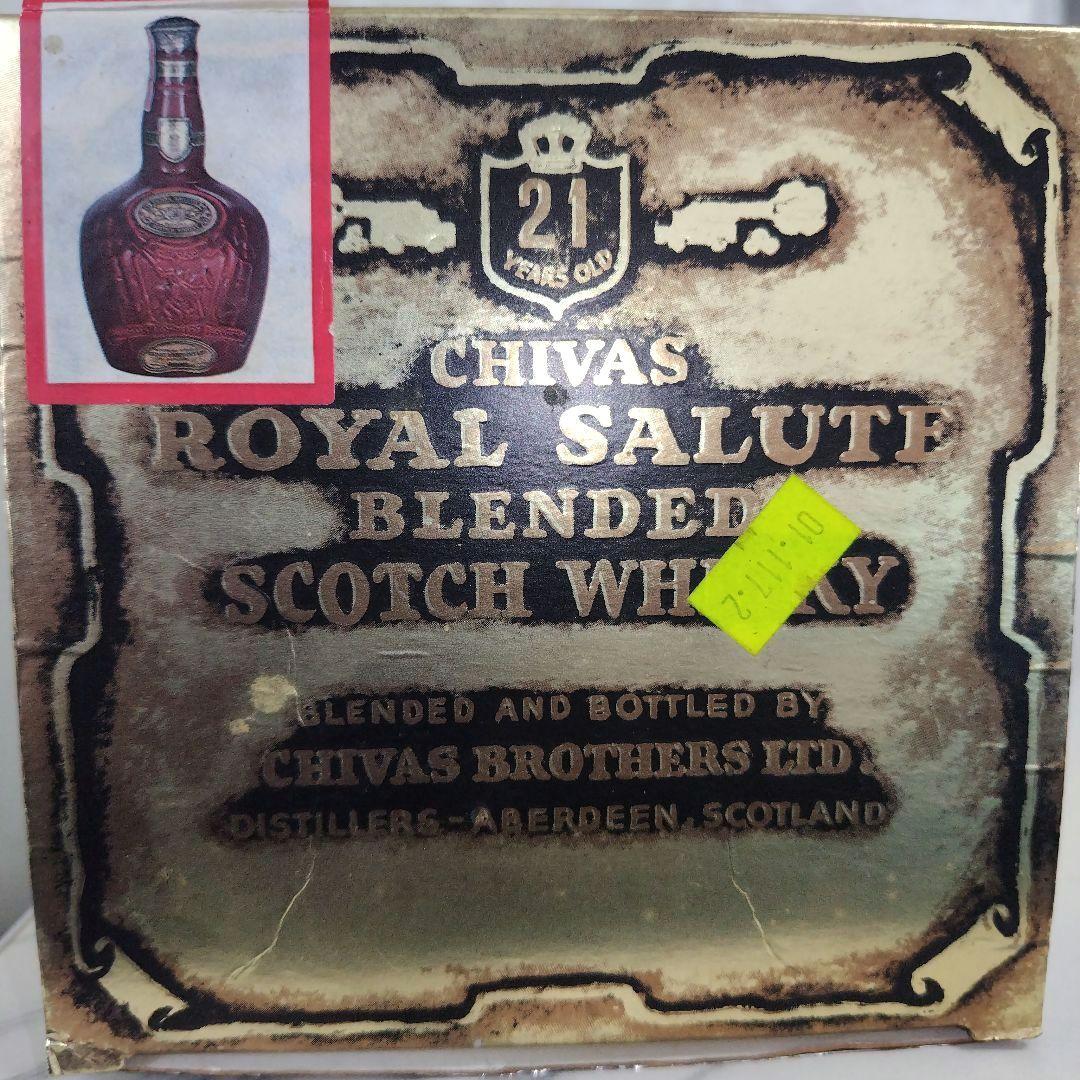 21
YEARS OLD
CHIVAS
ROYAL SALUTE
BLENDED
SCOTCH WHISKY
01.117.2
BLENDED AND BOTTLED BY
CHIVAS BROTHERS LTD.
DISTILLERS-ABERDEEN, SCOTLAND